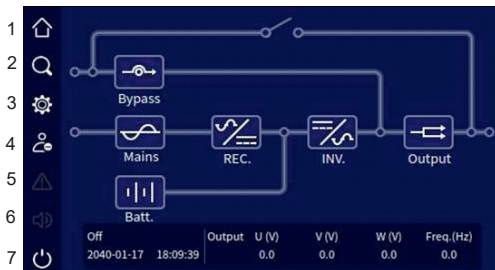 1
2
3
4
5
6
7
Bypass
Mains
REC.
INV.
Output
Batt.
Off
Output U (V) V (V) W (V) Freq.(Hz)
2040-01-17 18:09:39 0.0 0.0 0.0 0.0